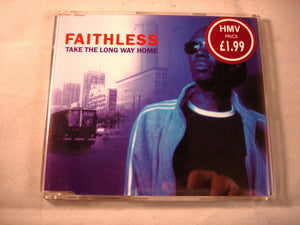 FAITHLESS
TAKE THE LONG WAY HOME
HMV
PRICE
£1.99